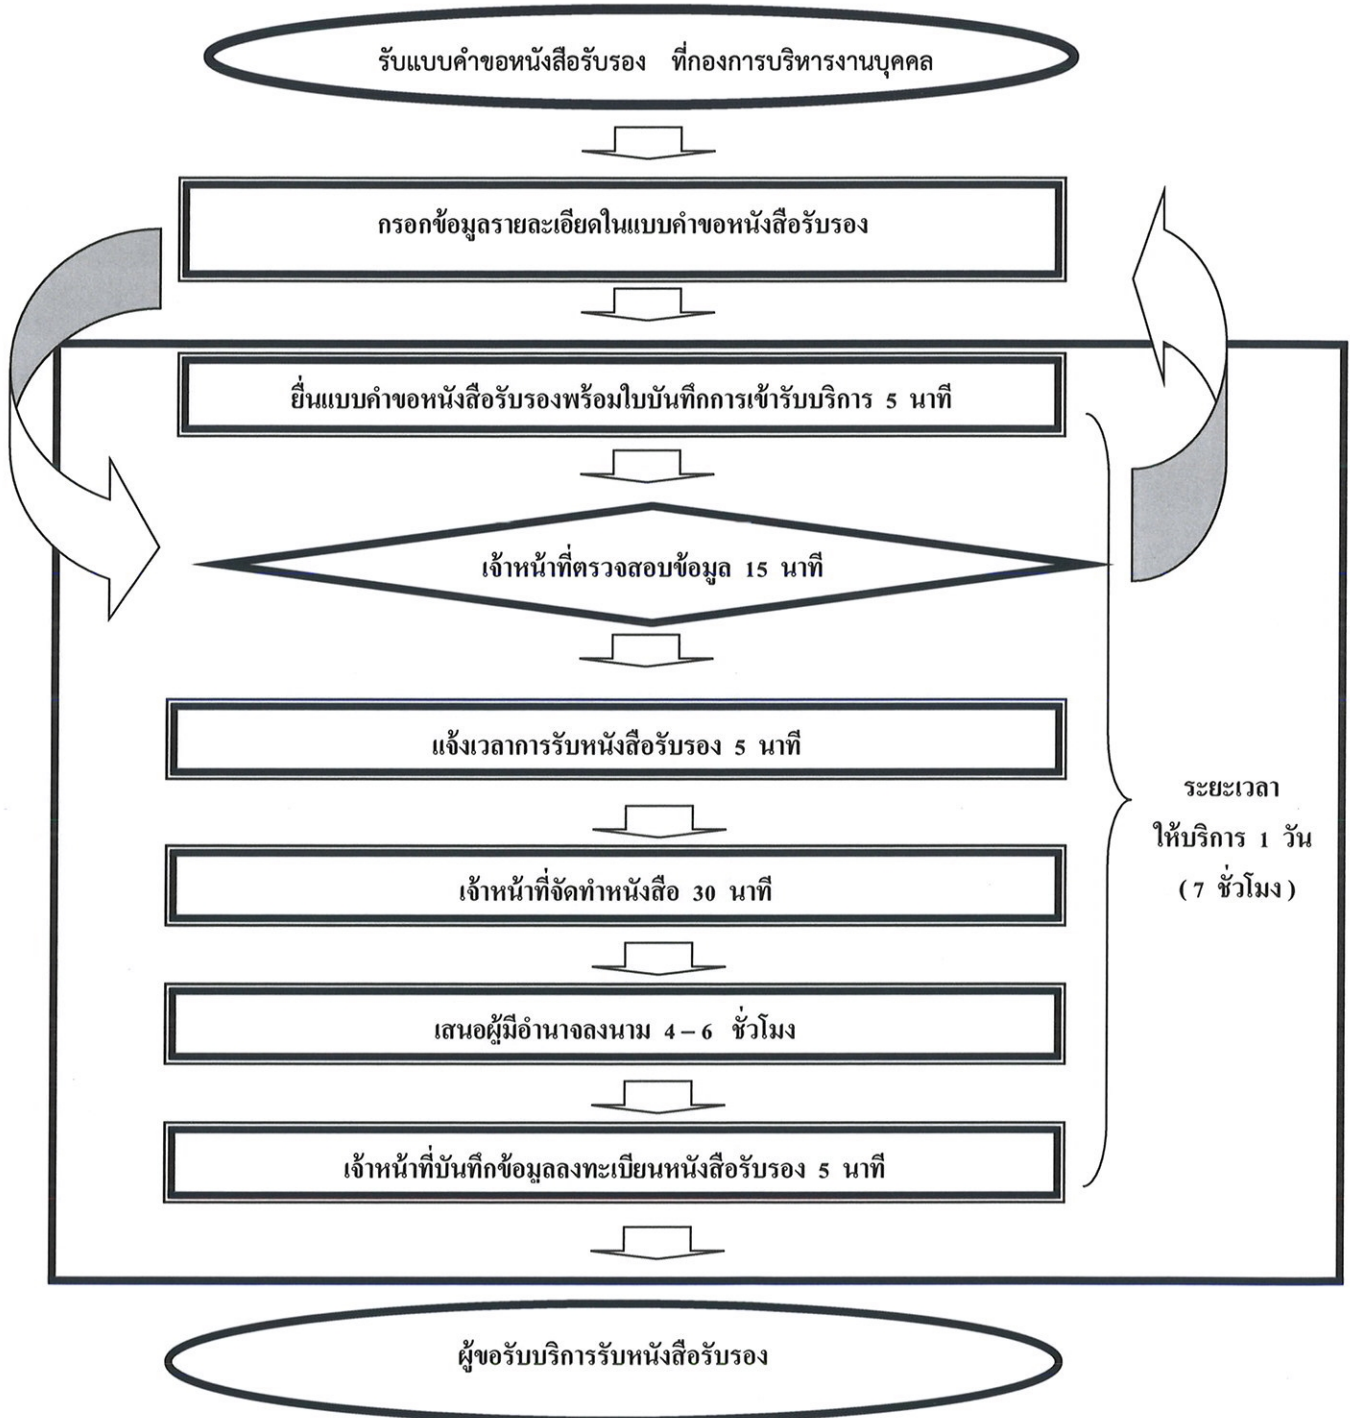 รับแบบคำขอหนังสือรับรอง ที่กองการบริหารงานบุคคล
กรอกข้อมูลรายละเอียดในแบบคำขอหนังสือรับรอง
ยื่นแบบคำขอหนังสือรับรองพร้อมใบบันทึกการเข้ารับบริการ 5 นาที
เจ้าหน้าที่ตรวจสอบข้อมูล 15 นาที
แจ้งเวลาการรับหนังสือรับรอง 5 นาที
เจ้าหน้าที่จัดทำหนังสือ 30 นาที
เสนอผู้มีอำนาจลงนาม 4 – 6 ชั่วโมง
เจ้าหน้าที่บันทึกข้อมูลลงทะเบียนหนังสือรับรอง 5 นาที
ระยะเวลา
ให้บริการ 1 วัน
( 7 ชั่วโมง )
ผู้ขอรับบริการรับหนังสือรับรอง